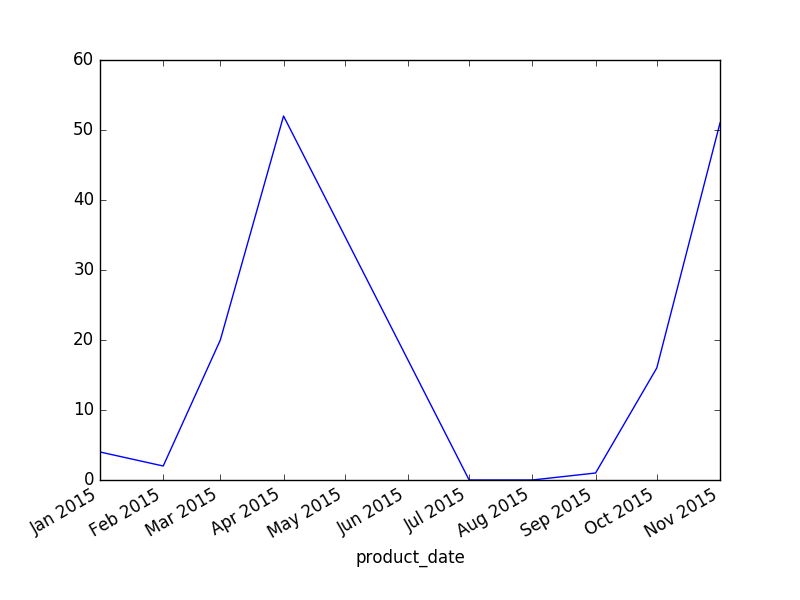 60
50
40
30
20
10
0
Jan 2015
Feb 2015
Mar 2015
Apr 2015
May 2015
Jun 2015
Jul 2015
Aug 2015
Sep 2015
Oct 2015
Nov 2015
product_date